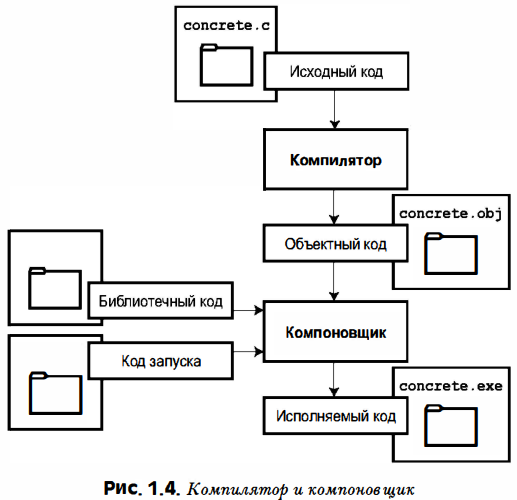 concrete.c
Исходный код
Компилятор
concrete.obj
Объектный код
Библиотечный код
Компоновщик
Код запуска
concrete.exe
Исполняемый код
Рис. 1.4. Компилятор и компоновщик